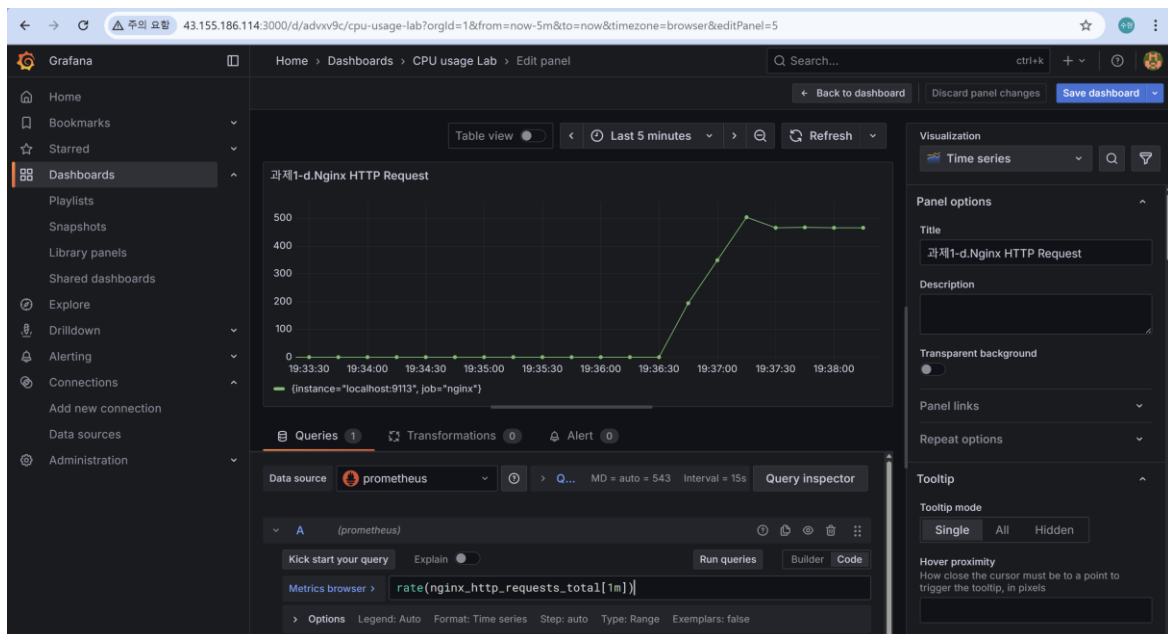 주의 요함 43.155.186.114:3000/d/advxv9c/cpu-usage-lab?orgId=1&from=now-5m&to=now&timezone=browser&editPanel=5
수현
Grafana
Home › Dashboards › CPU usage Lab › Edit panel
Search...
ctrl+k
Home
Bookmarks
Starred
Dashboards
Playlists
Snapshots
Library panels
Shared dashboards
Explore
Drilldown
Alerting
Connections
Add new connection
Data sources
Administration
Back to dashboard
Discard panel changes
Save dashboard
Table view
Last 5 minutes
Refresh
과제1-d.Nginx HTTP Request
500
400
300
200
100
0
19:33:30 19:34:00 19:34:30 19:35:00 19:35:30 19:36:00 19:36:30 19:37:00 19:37:30 19:38:00
{instance="localhost:9113", job="nginx"}
Queries 1
Transformations 0
Alert 0
Data source
prometheus
Q...
MD = auto = 543 Interval = 15s
Query inspector
A (prometheus)
Kick start your query
Explain
Run queries
Builder
Code
Metrics browser >
rate(nginx_http_requests_total[1m])
Options Legend: Auto Format: Time series Step: auto Type: Range Exemplars: false
Visualization
Time series
Panel options
Title
과제1-d.Nginx HTTP Request
Description
Transparent background
Panel links
Repeat options
Tooltip
Tooltip mode
Single
All
Hidden
Hover proximity
How close the cursor must be to a point to
trigger the tooltip, in pixels